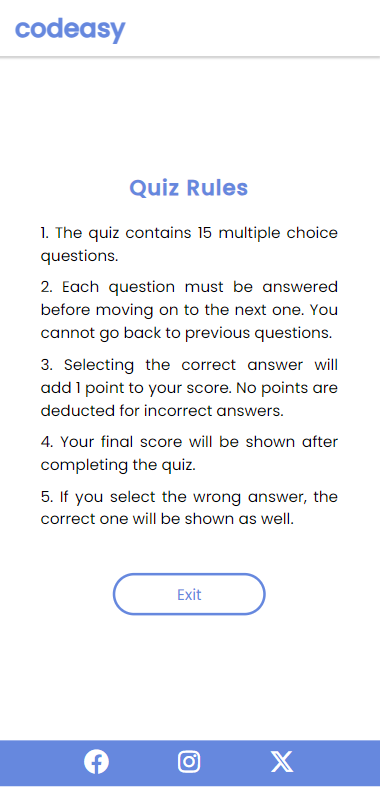 codeasy
Quiz Rules
1. The quiz contains 15 multiple choice
questions.
2. Each question must be answered
before moving on to the next one. You
cannot go back to previous questions.
3. Selecting the correct answer will
add 1 point to your score. No points are
deducted for incorrect answers.
4. Your final score will be shown after
completing the quiz.
5. If you select the wrong answer, the
correct one will be shown as well.
Exit